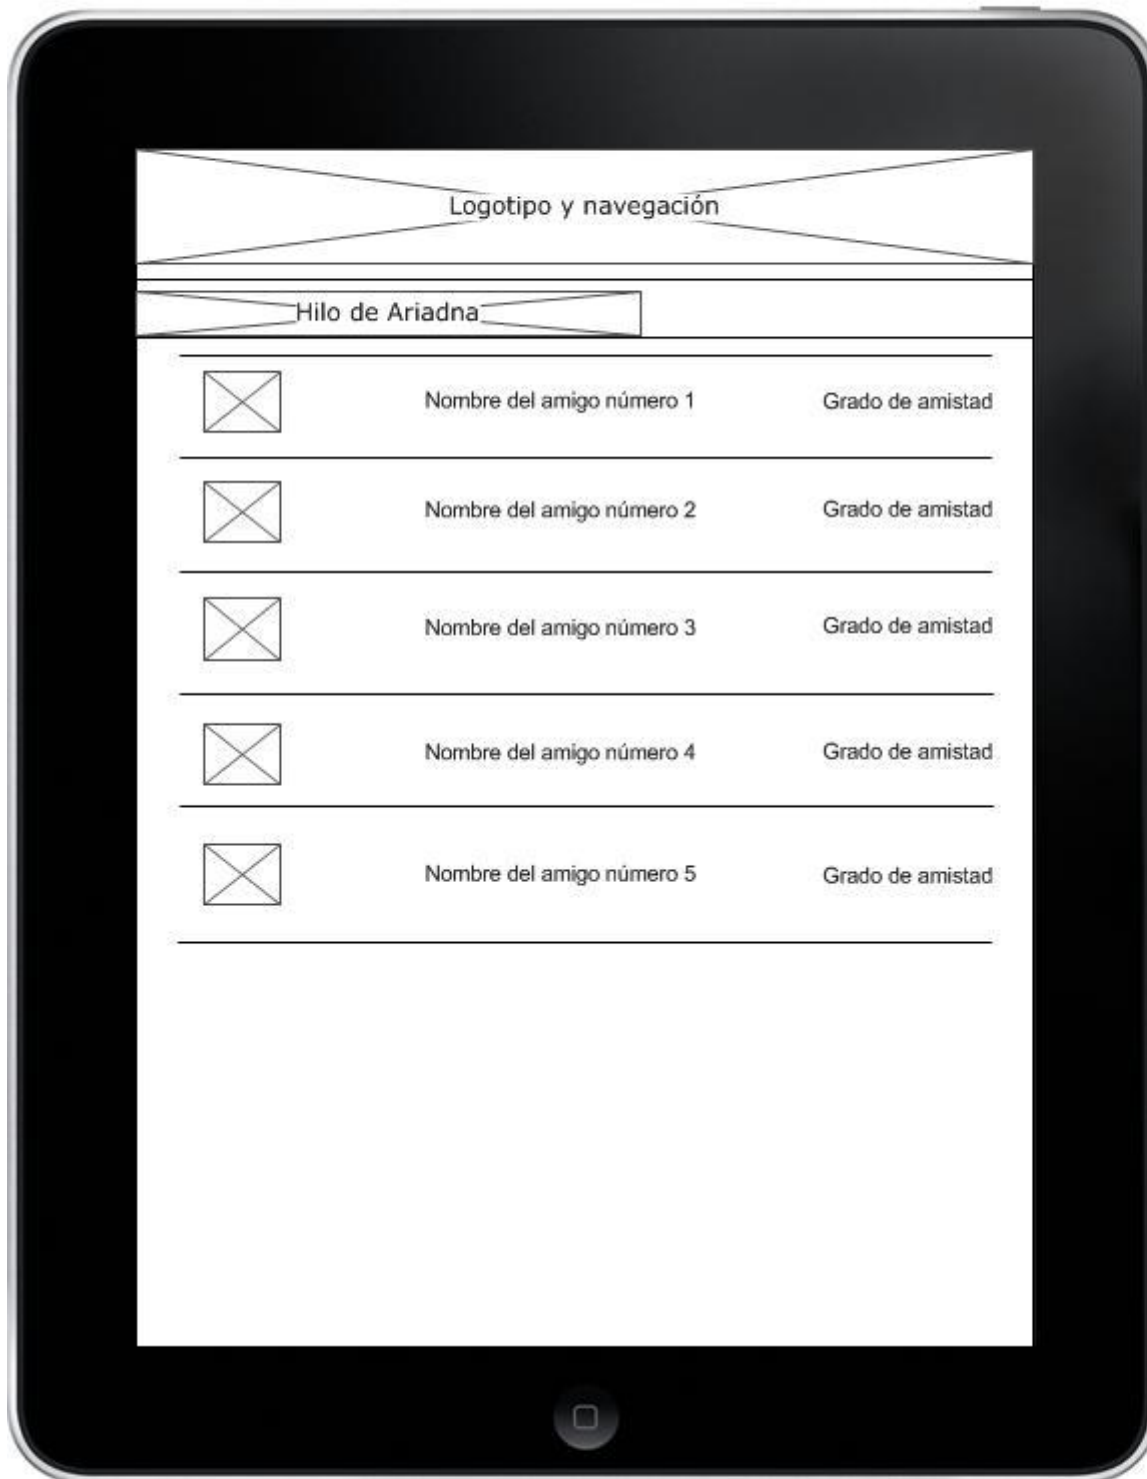 Logotipo y navegación
Hilo de Ariadna
Nombre del amigo número 1 Grado de amistad
Nombre del amigo número 2 Grado de amistad
Nombre del amigo número 3 Grado de amistad
Nombre del amigo número 4 Grado de amistad
Nombre del amigo número 5 Grado de amistad